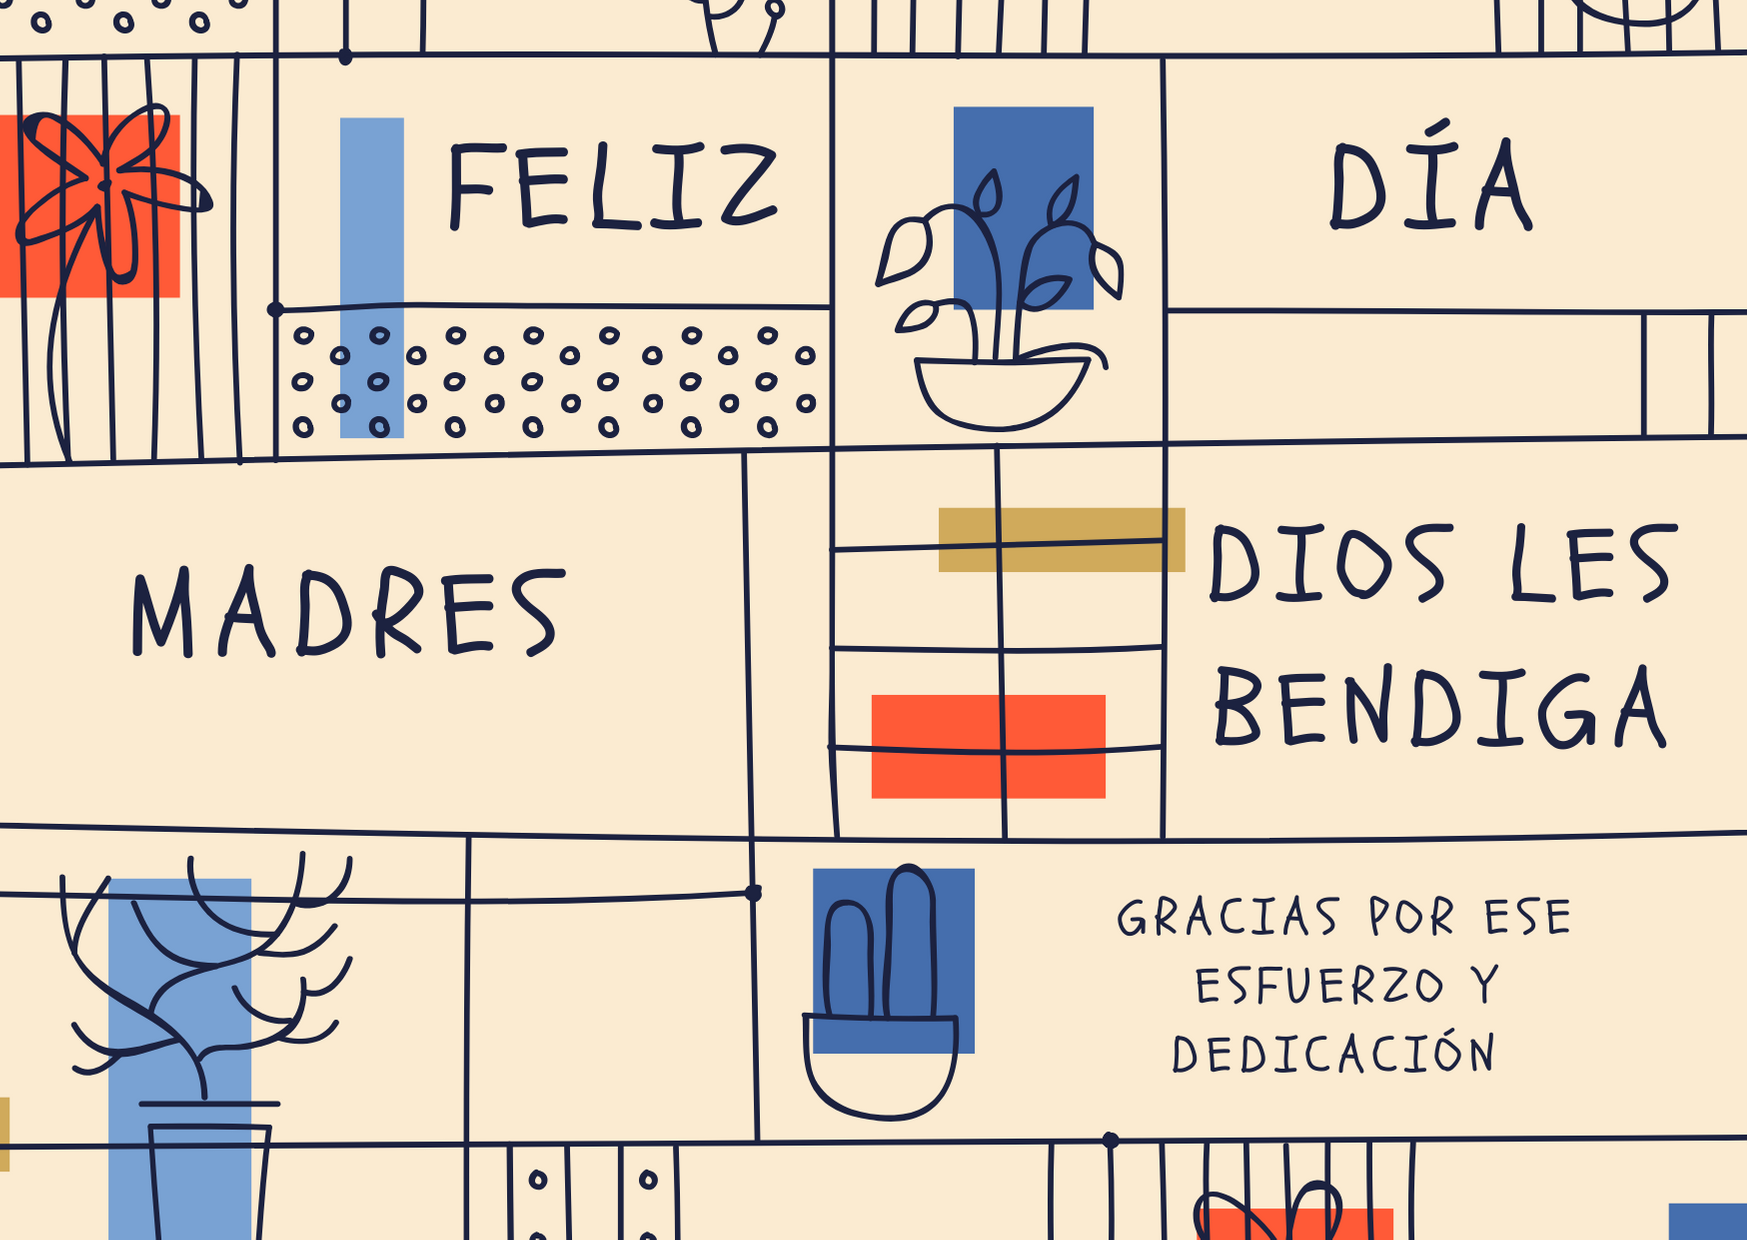 FELIZ
DÍA
MADRES
DIOS LES
BENDIGA
GRACIAS POR ESE
ESFUERZO Y
DEDICACIÓN